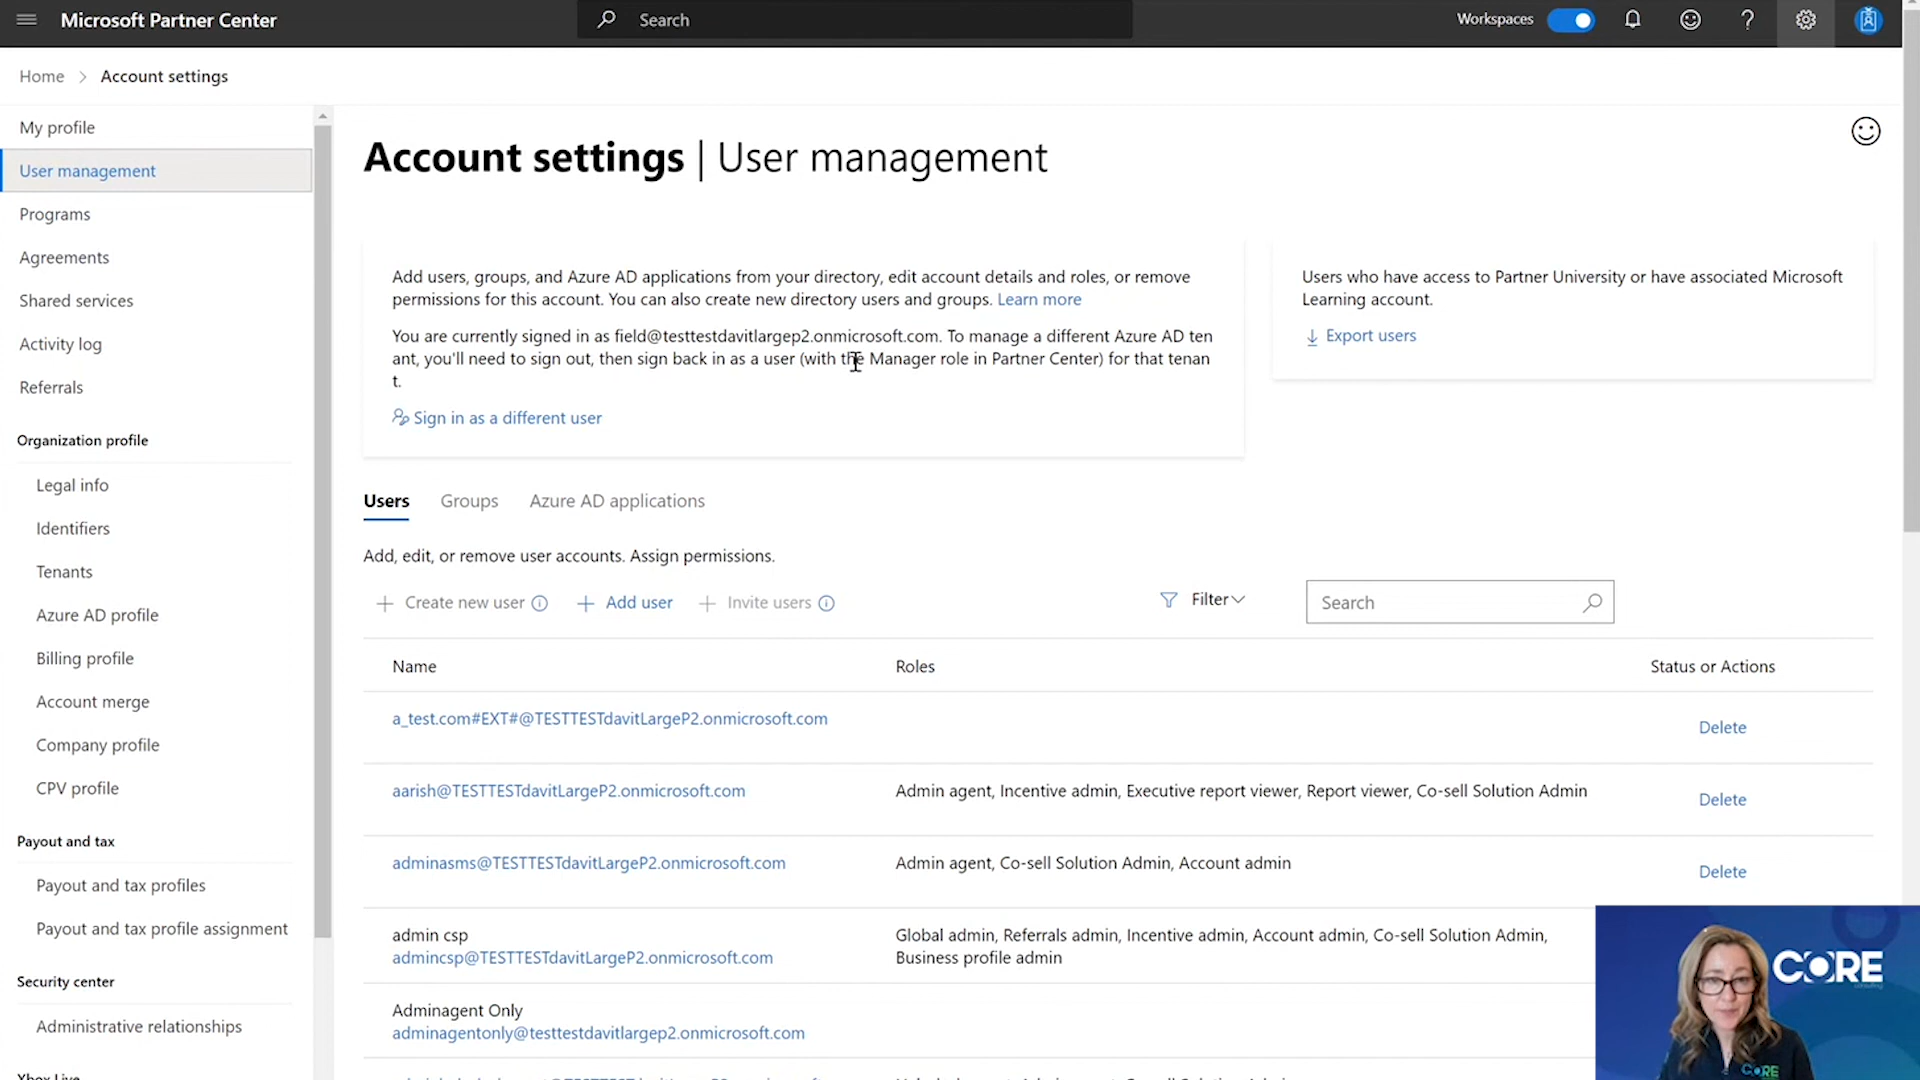 Microsoft Partner Center
Search
Workspaces
Home > Account settings
My profile
User management
Programs
Agreements
Shared services
Activity log
Referrals
Organization profile
Legal info
Identifiers
Tenants
Azure AD profile
Billing profile
Account merge
Company profile
CPV profile
Payout and tax
Payout and tax profiles
Payout and tax profile assignment
Security center
Administrative relationships
Xbox Live
Account settings | User management
Add users, groups, and Azure AD applications from your directory, edit account details and roles, or remove
permissions for this account. You can also create new directory users and groups. Learn more
You are currently signed in as field@testtestdavitlargep2.onmicrosoft.com. To manage a different Azure AD ten
ant, you'll need to sign out, then sign back in as a user (with the Manager role in Partner Center) for that tenan
t.
Sign in as a different user
Users who have access to Partner University or have associated Microsoft
Learning account.
Export users
Users Groups Azure AD applications
Add, edit, or remove user accounts. Assign permissions.
Create new user Add user Invite users
Filter
Search
Name Roles Status or Actions
a_test.com#EXT#@TESTTESTdavitLargeP2.onmicrosoft.com
Delete
aarish@TESTTESTdavitLargeP2.onmicrosoft.com
Admin agent, Incentive admin, Executive report viewer, Report viewer, Co-sell Solution Admin
Delete
adminasms@TESTTESTdavitLargeP2.onmicrosoft.com
Admin agent, Co-sell Solution Admin, Account admin
Delete
admin csp
admincsp@TESTTESTdavitLargeP2.onmicrosoft.com
Global admin, Referrals admin, Incentive admin, Account admin, Co-sell Solution Admin,
Business profile admin
Adminagent Only
adminagentonly@testtestdavitlargep2.onmicrosoft.com
CORE
CORE